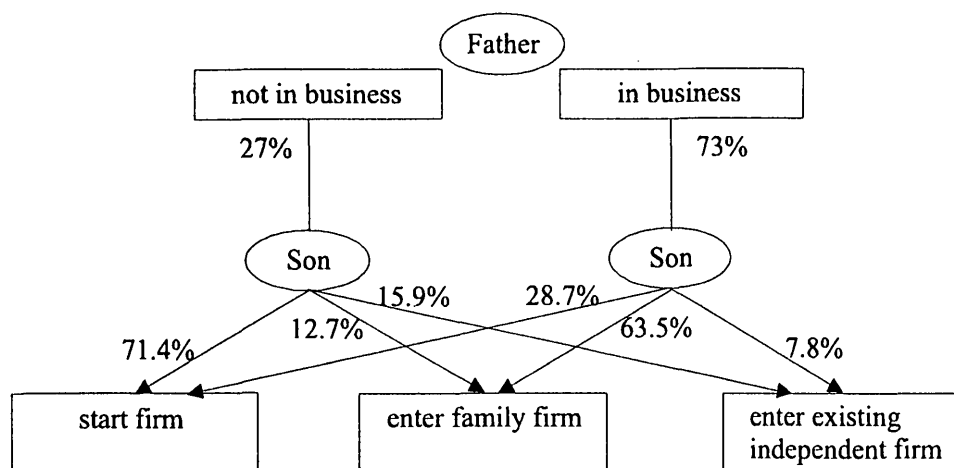 Father
not in business
in business
27%
73%
Son
Son
15.9%
28.7%
12.7%
63.5%
71.4%
7.8%
start firm
enter family firm
enter existing
independent firm